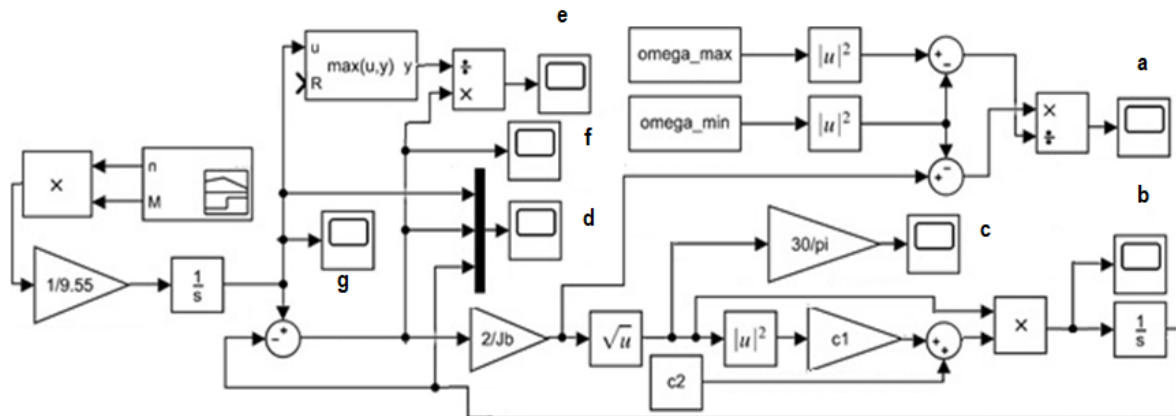 e
u
R
max(u,y)
y
÷
×
omega_max
|u|²
+
−
a
omega_min
|u|²
×
÷
f
n
M
×
+
−
b
d
30/pi
c
g
1/9.55
1
s
+
−
2/Jb
√u
|u|²
c1
+
+
×
1
s
c2